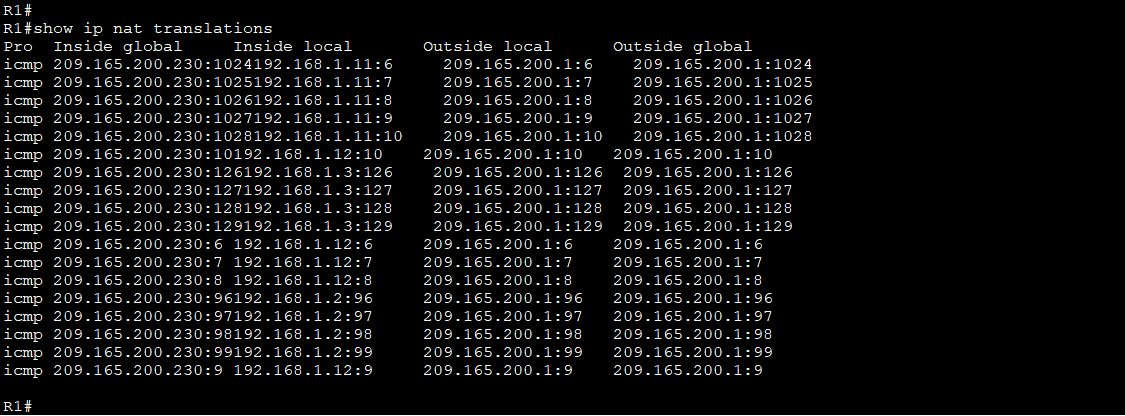 R1#
R1#show ip nat translations
Pro  Inside global     Inside local       Outside local      Outside global
icmp 209.165.200.230:1024192.168.1.11:6     209.165.200.1:6    209.165.200.1:1024
icmp 209.165.200.230:1025192.168.1.11:7     209.165.200.1:7    209.165.200.1:1025
icmp 209.165.200.230:1026192.168.1.11:8     209.165.200.1:8    209.165.200.1:1026
icmp 209.165.200.230:1027192.168.1.11:9     209.165.200.1:9    209.165.200.1:1027
icmp 209.165.200.230:1028192.168.1.11:10    209.165.200.1:10   209.165.200.1:1028
icmp 209.165.200.230:10192.168.1.12:10    209.165.200.1:10   209.165.200.1:10
icmp 209.165.200.230:126192.168.1.3:126    209.165.200.1:126  209.165.200.1:126
icmp 209.165.200.230:127192.168.1.3:127    209.165.200.1:127  209.165.200.1:127
icmp 209.165.200.230:128192.168.1.3:128    209.165.200.1:128  209.165.200.1:128
icmp 209.165.200.230:129192.168.1.3:129    209.165.200.1:129  209.165.200.1:129
icmp 209.165.200.230:6 192.168.1.12:6     209.165.200.1:6    209.165.200.1:6
icmp 209.165.200.230:7 192.168.1.12:7     209.165.200.1:7    209.165.200.1:7
icmp 209.165.200.230:8 192.168.1.12:8     209.165.200.1:8    209.165.200.1:8
icmp 209.165.200.230:96192.168.1.2:96     209.165.200.1:96   209.165.200.1:96
icmp 209.165.200.230:97192.168.1.2:97     209.165.200.1:97   209.165.200.1:97
icmp 209.165.200.230:98192.168.1.2:98     209.165.200.1:98   209.165.200.1:98
icmp 209.165.200.230:99192.168.1.2:99     209.165.200.1:99   209.165.200.1:99
icmp 209.165.200.230:9 192.168.1.12:9     209.165.200.1:9    209.165.200.1:9
R1#